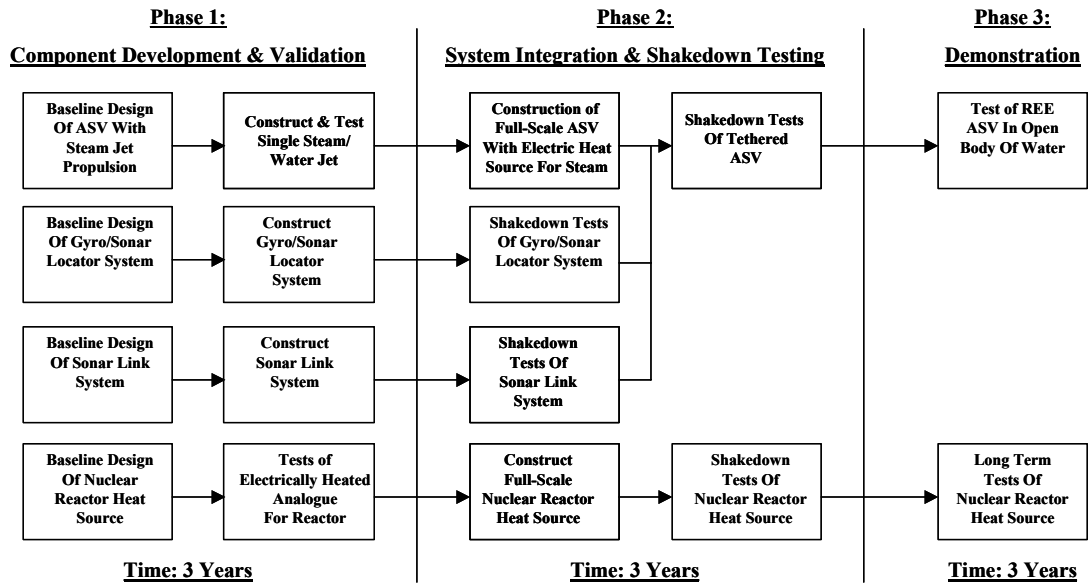 Phase 1:
Component Development & Validation
Phase 2:
System Integration & Shakedown Testing
Phase 3:
Demonstration
Baseline Design
Of ASV With
Steam Jet
Propulsion
Construct & Test
Single Steam/
Water Jet
Construction of
Full-Scale ASV
With Electric Heat
Source For Steam
Shakedown Tests
Of Tethered
ASV
Test of REE
ASV In Open
Body Of Water
Baseline Design
Of Gyro/Sonar
Locator System
Construct
Gyro/Sonar
Locator
System
Shakedown Tests
Of Gyro/Sonar
Locator System
Baseline Design
Of Sonar Link
System
Construct
Sonar Link
System
Shakedown
Tests Of
Sonar Link
System
Baseline Design
Of Nuclear
Reactor Heat
Source
Tests of
Electrically Heated
Analogue
For Reactor
Construct
Full-Scale
Nuclear Reactor
Heat Source
Shakedown
Tests Of
Nuclear Reactor
Heat Source
Long Term
Tests Of
Nuclear Reactor
Heat Source
Time: 3 Years
Time: 3 Years
Time: 3 Years